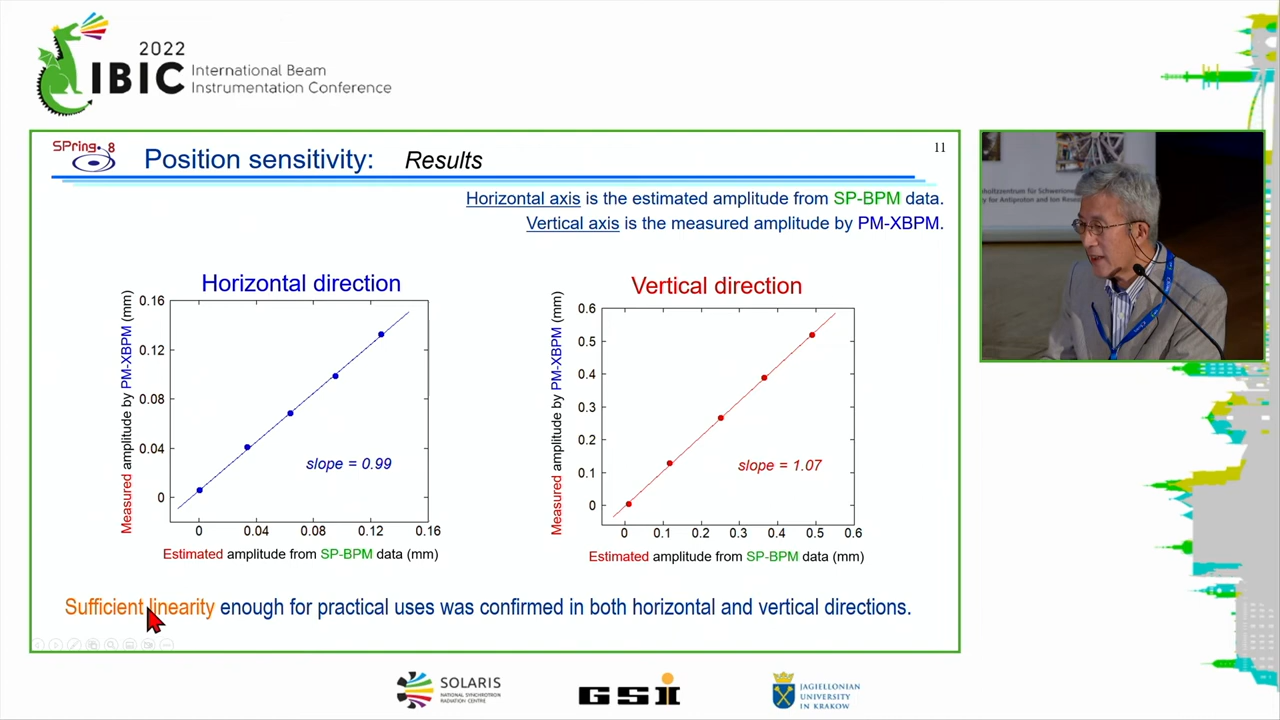 2022
IBIC International Beam
Instrumentation Conference
SPring. 8
Position sensitivity: Results
11
Horizontal axis is the estimated amplitude from SP-BPM data.
Vertical axis is the measured amplitude by PM-XBPM.
Horizontal direction
Measured amplitude by PM-XBPM (mm)
0.16
0.12
0.08
0.04
0
slope = 0.99
0 0.04 0.08 0.12 0.16
Estimated amplitude from SP-BPM data (mm)
Vertical direction
Measured amplitude by PM-XBPM (mm)
0.6
0.5
0.4
0.3
0.2
0.1
0
slope = 1.07
0 0.1 0.2 0.3 0.4 0.5 0.6
Estimated amplitude from SP-BPM data (mm)
Sufficient linearity enough for practical uses was confirmed in both horizontal and vertical directions.
for Antiproton and Ion
SOLARIS
NATIONAL SYNCHROTRON
RADIATION CENTRE
GSI
JAGIELLONIAN
UNIVERSITY
IN KRAKOW